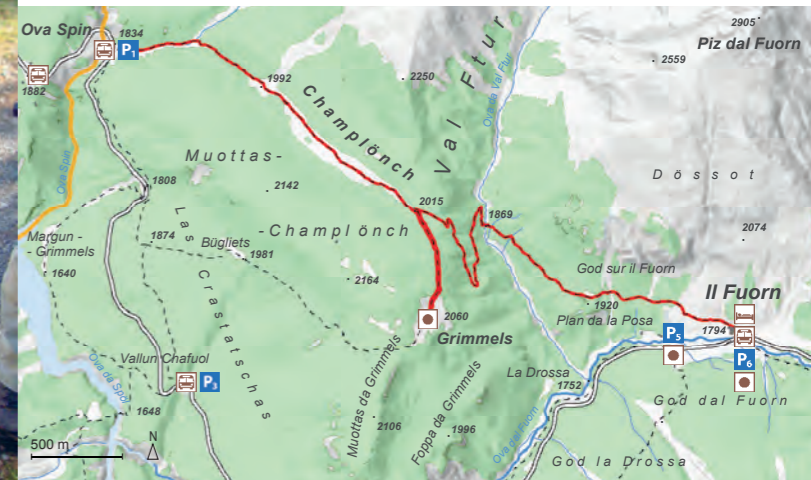 Ova Spin
1834
P1
1882
1992
2250
Val Ftur
Ova da Val Ftur
2905
Piz dal Fuorn
2559
Champlönch
Ova Spin
Muottas-
1808
2142
2015
1869
Dössot
-Champlönch
Margun -
- Grimmels
1874
Bügliets
1981
2074
1640
Las Crastatschas
2164
God sur il Fuorn
1920
Il Fuorn
2060
Grimmels
Plan da la Posa
P5
1794
P6
Ova da Spöl
Vallun Chafuol
P3
Muottas da Grimmels
La Drossa
1752
1648
2106
Foppa da Grimmels
1996
Ova dal Fuorn
God dal Fuorn
500 m
N
God la Drossa